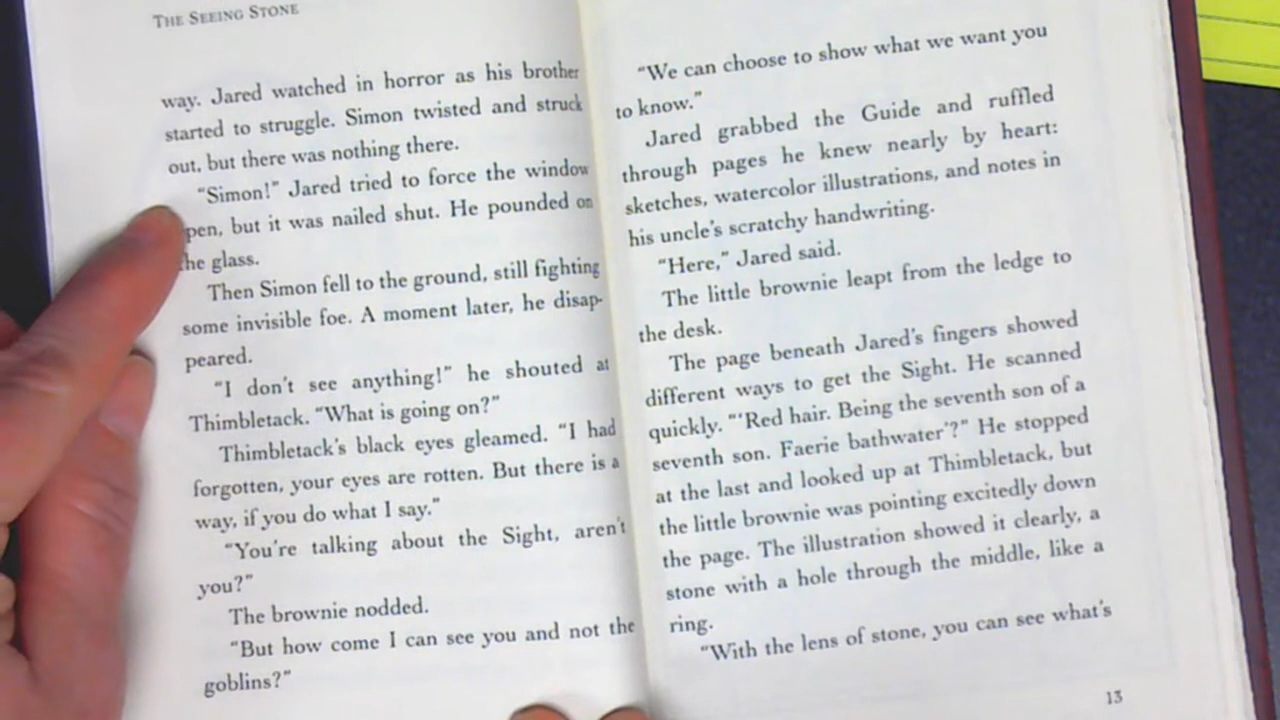 THE SEEING STONE
way. Jared watched in horror as his brother
started to struggle. Simon twisted and struck
out, but there was nothing there.
“Simon!” Jared tried to force the window
pen, but it was nailed shut. He pounded on
he glass.
Then Simon fell to the ground, still fighting
some invisible foe. A moment later, he disap-
peared.
“I don’t see anything!” he shouted at
Thimbletack. “What is going on?”
Thimbletack’s black eyes gleamed. “I had
forgotten, your eyes are rotten. But there is a
way, if you do what I say.”
“You’re talking about the Sight, aren’t
you?”
The brownie nodded.
“But how come I can see you and not the
goblins?”
“We can choose to show what we want you
to know.”
Jared grabbed the Guide and ruffled
through pages he knew nearly by heart:
sketches, watercolor illustrations, and notes in
his uncle’s scratchy handwriting.
“Here,” Jared said.
The little brownie leapt from the ledge to
the desk.
The page beneath Jared’s fingers showed
different ways to get the Sight. He scanned
quickly. “‘Red hair. Being the seventh son of a
seventh son. Faerie bathwater’?” He stopped
at the last and looked up at Thimbletack, but
the little brownie was pointing excitedly down
the page. The illustration showed it clearly, a
stone with a hole through the middle, like a
ring.
“With the lens of stone, you can see what’s
13